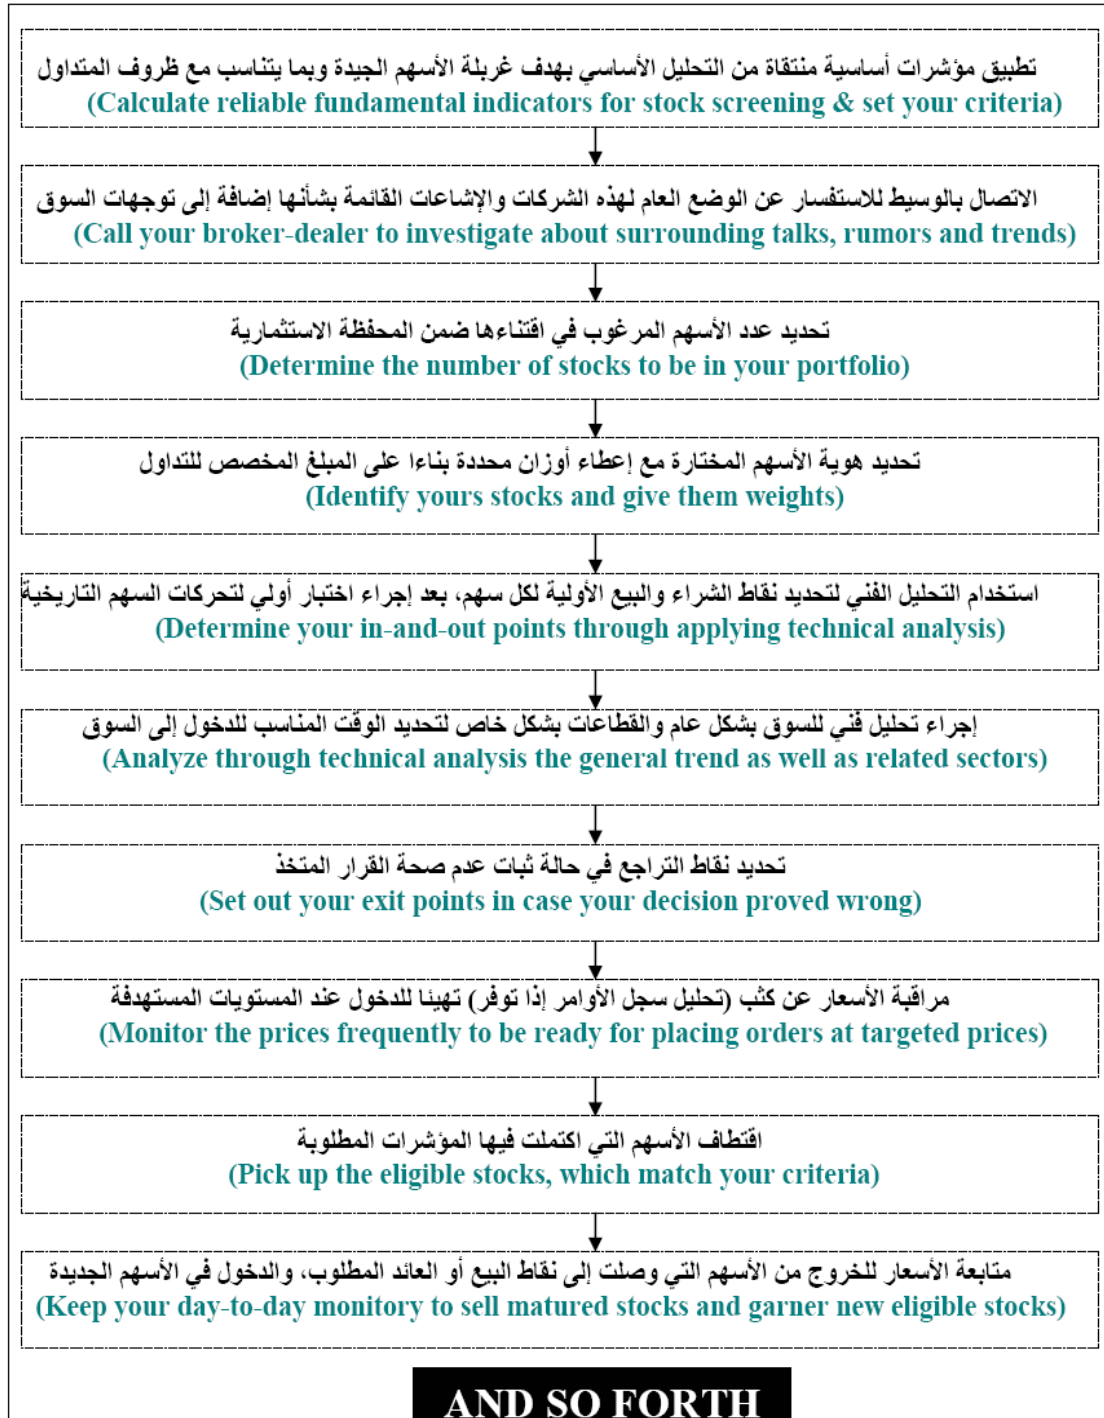 تطبيق مؤشرات أساسية منتقاة من التحليل الأساسي بهدف غربلة الأسهم الجيدة وبما يتناسب مع ظروف المتداول
(Calculate reliable fundamental indicators for stock screening & set your criteria)
الاتصال بالوسيط للاستفسار عن الوضع العام لهذه الشركات والإشاعات القائمة بشأنها إضافة إلى توجهات السوق
(Call your broker-dealer to investigate about surrounding talks, rumors and trends)
تحديد عدد الأسهم المرغوب في اقتناءها ضمن المحفظة الاستثمارية
(Determine the number of stocks to be in your portfolio)
تحديد هوية الأسهم المختارة مع إعطاء أوزان محددة بناءا على المبلغ المخصص للتداول
(Identify yours stocks and give them weights)
استخدام التحليل الفني لتحديد نقاط الشراء والبيع الأولية لكل سهم، بعد إجراء اختبار أولي لتحركات السهم التاريخية
(Determine your in-and-out points through applying technical analysis)
إجراء تحليل فني للسوق بشكل عام والقطاعات بشكل خاص لتحديد الوقت المناسب للدخول إلى السوق
(Analyze through technical analysis the general trend as well as related sectors)
تحديد نقاط التراجع في حالة ثبات عدم صحة القرار المتخذ
(Set out your exit points in case your decision proved wrong)
مراقبة الأسعار عن كثب (تحليل سجل الأوامر إذا توفر) تهيئا للدخول عند المستويات المستهدفة
(Monitor the prices frequently to be ready for placing orders at targeted prices)
اقتطاف الأسهم التي اكتملت فيها المؤشرات المطلوبة
(Pick up the eligible stocks, which match your criteria)
متابعة الأسعار للخروج من الأسهم التي وصلت إلى نقاط البيع أو العائد المطلوب، والدخول في الأسهم الجديدة
(Keep your day-to-day monitory to sell matured stocks and garner new eligible stocks)
AND SO FORTH